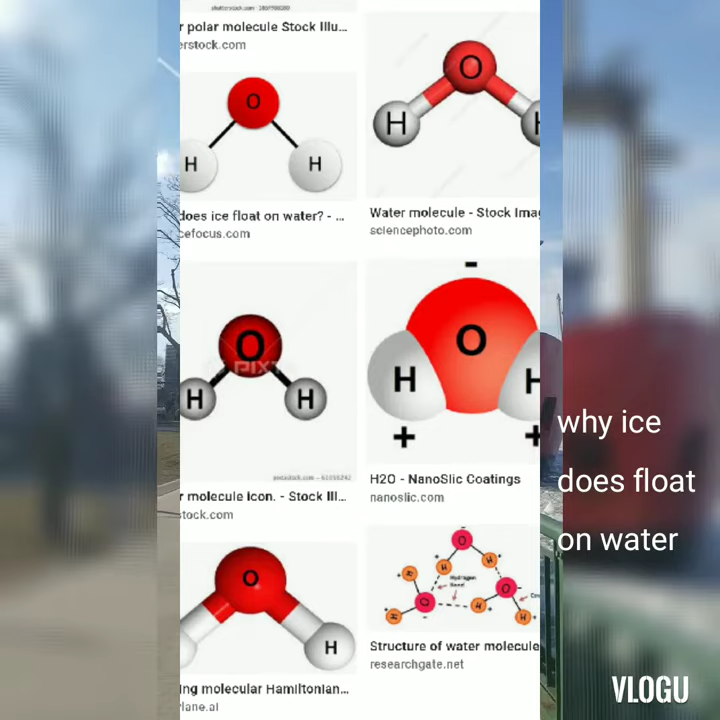 r polar molecule Stock Illu...
erstock.com
O
H H
does ice float on water? - ...
cefocus.com
O
H H
r molecule icon. - Stock Ill...
stock.com
O
H
ing molecular Hamiltonian...
lane.ai
O
H H
Water molecule - Stock Imag
sciencephoto.com
-
O
H H
+ +
H2O - NanoSlic Coatings
nanoslic.com
Hydrogen
Bond
Structure of water molecule
researchgate.net
why ice
does float
on water
VLOGU